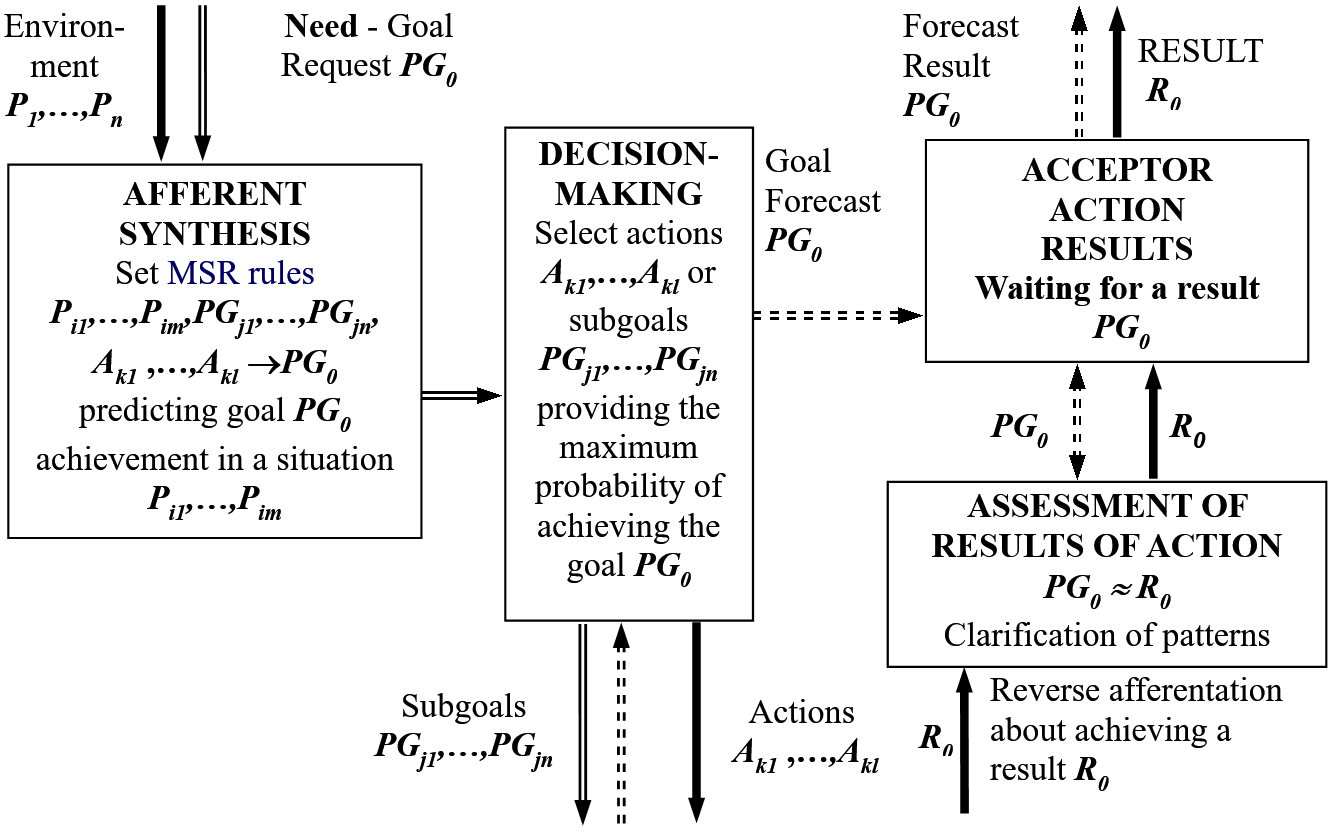 Environ-
ment
P1,…,Pn
Need - Goal
Request PG0
AFFERENT
SYNTHESIS
Set MSR rules
Pi1,…,Pim,PGj1,…,PGjn,
Ak1 ,…,Akl →PG0
predicting goal PG0
achievement in a situation
Pi1,…,Pim
DECISION-
MAKING
Select actions
Ak1,…,Akl or
subgoals
PGj1,…,PGjn
providing the
maximum
probability of
achieving the
goal PG0
Subgoals
PGj1,…,PGjn
Actions
Ak1 ,…,Akl
Goal
Forecast
PG0
Forecast
Result
PG0
RESULT
R0
ACCEPTOR
ACTION
RESULTS
Waiting for a result
PG0
PG0
R0
ASSESSMENT OF
RESULTS OF ACTION
PG0 ≈ R0
Clarification of patterns
R0
Reverse afferentation
about achieving a
result R0